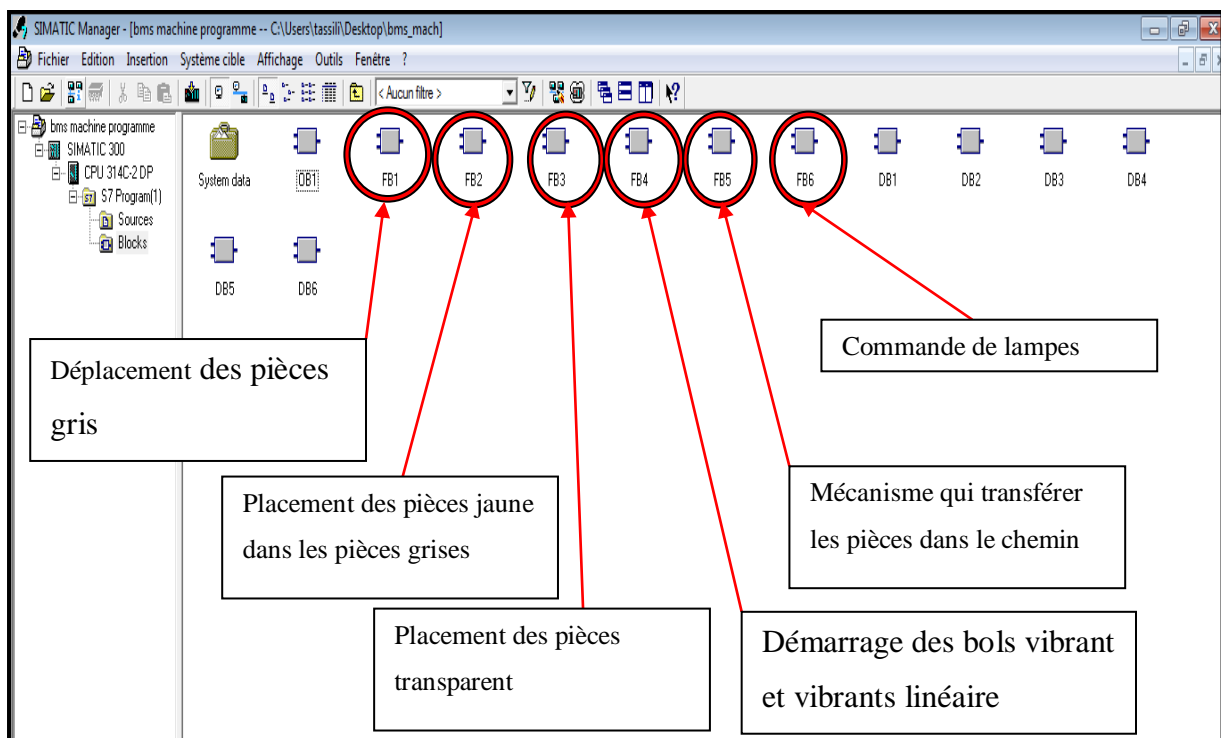 SIMATIC Manager - [bms machine programme -- C:\Users\tassili\Desktop\bms_mach]
Fichier Edition Insertion Système cible Affichage Outils Fenêtre ?
< Aucun filtre >
bms machine programme
SIMATIC 300
CPU 314C-2 DP
S7 Program(1)
Sources
Blocks
System data OB1 FB1 FB2 FB3 FB4 FB5 FB6 DB1 DB2 DB3 DB4
DB5 DB6
Déplacement des pièces
gris
Commande de lampes
Placement des pièces jaune
dans les pièces grises
Mécanisme qui transférer
les pièces dans le chemin
Placement des pièces
transparent
Démarrage des bols vibrant
et vibrants linéaire